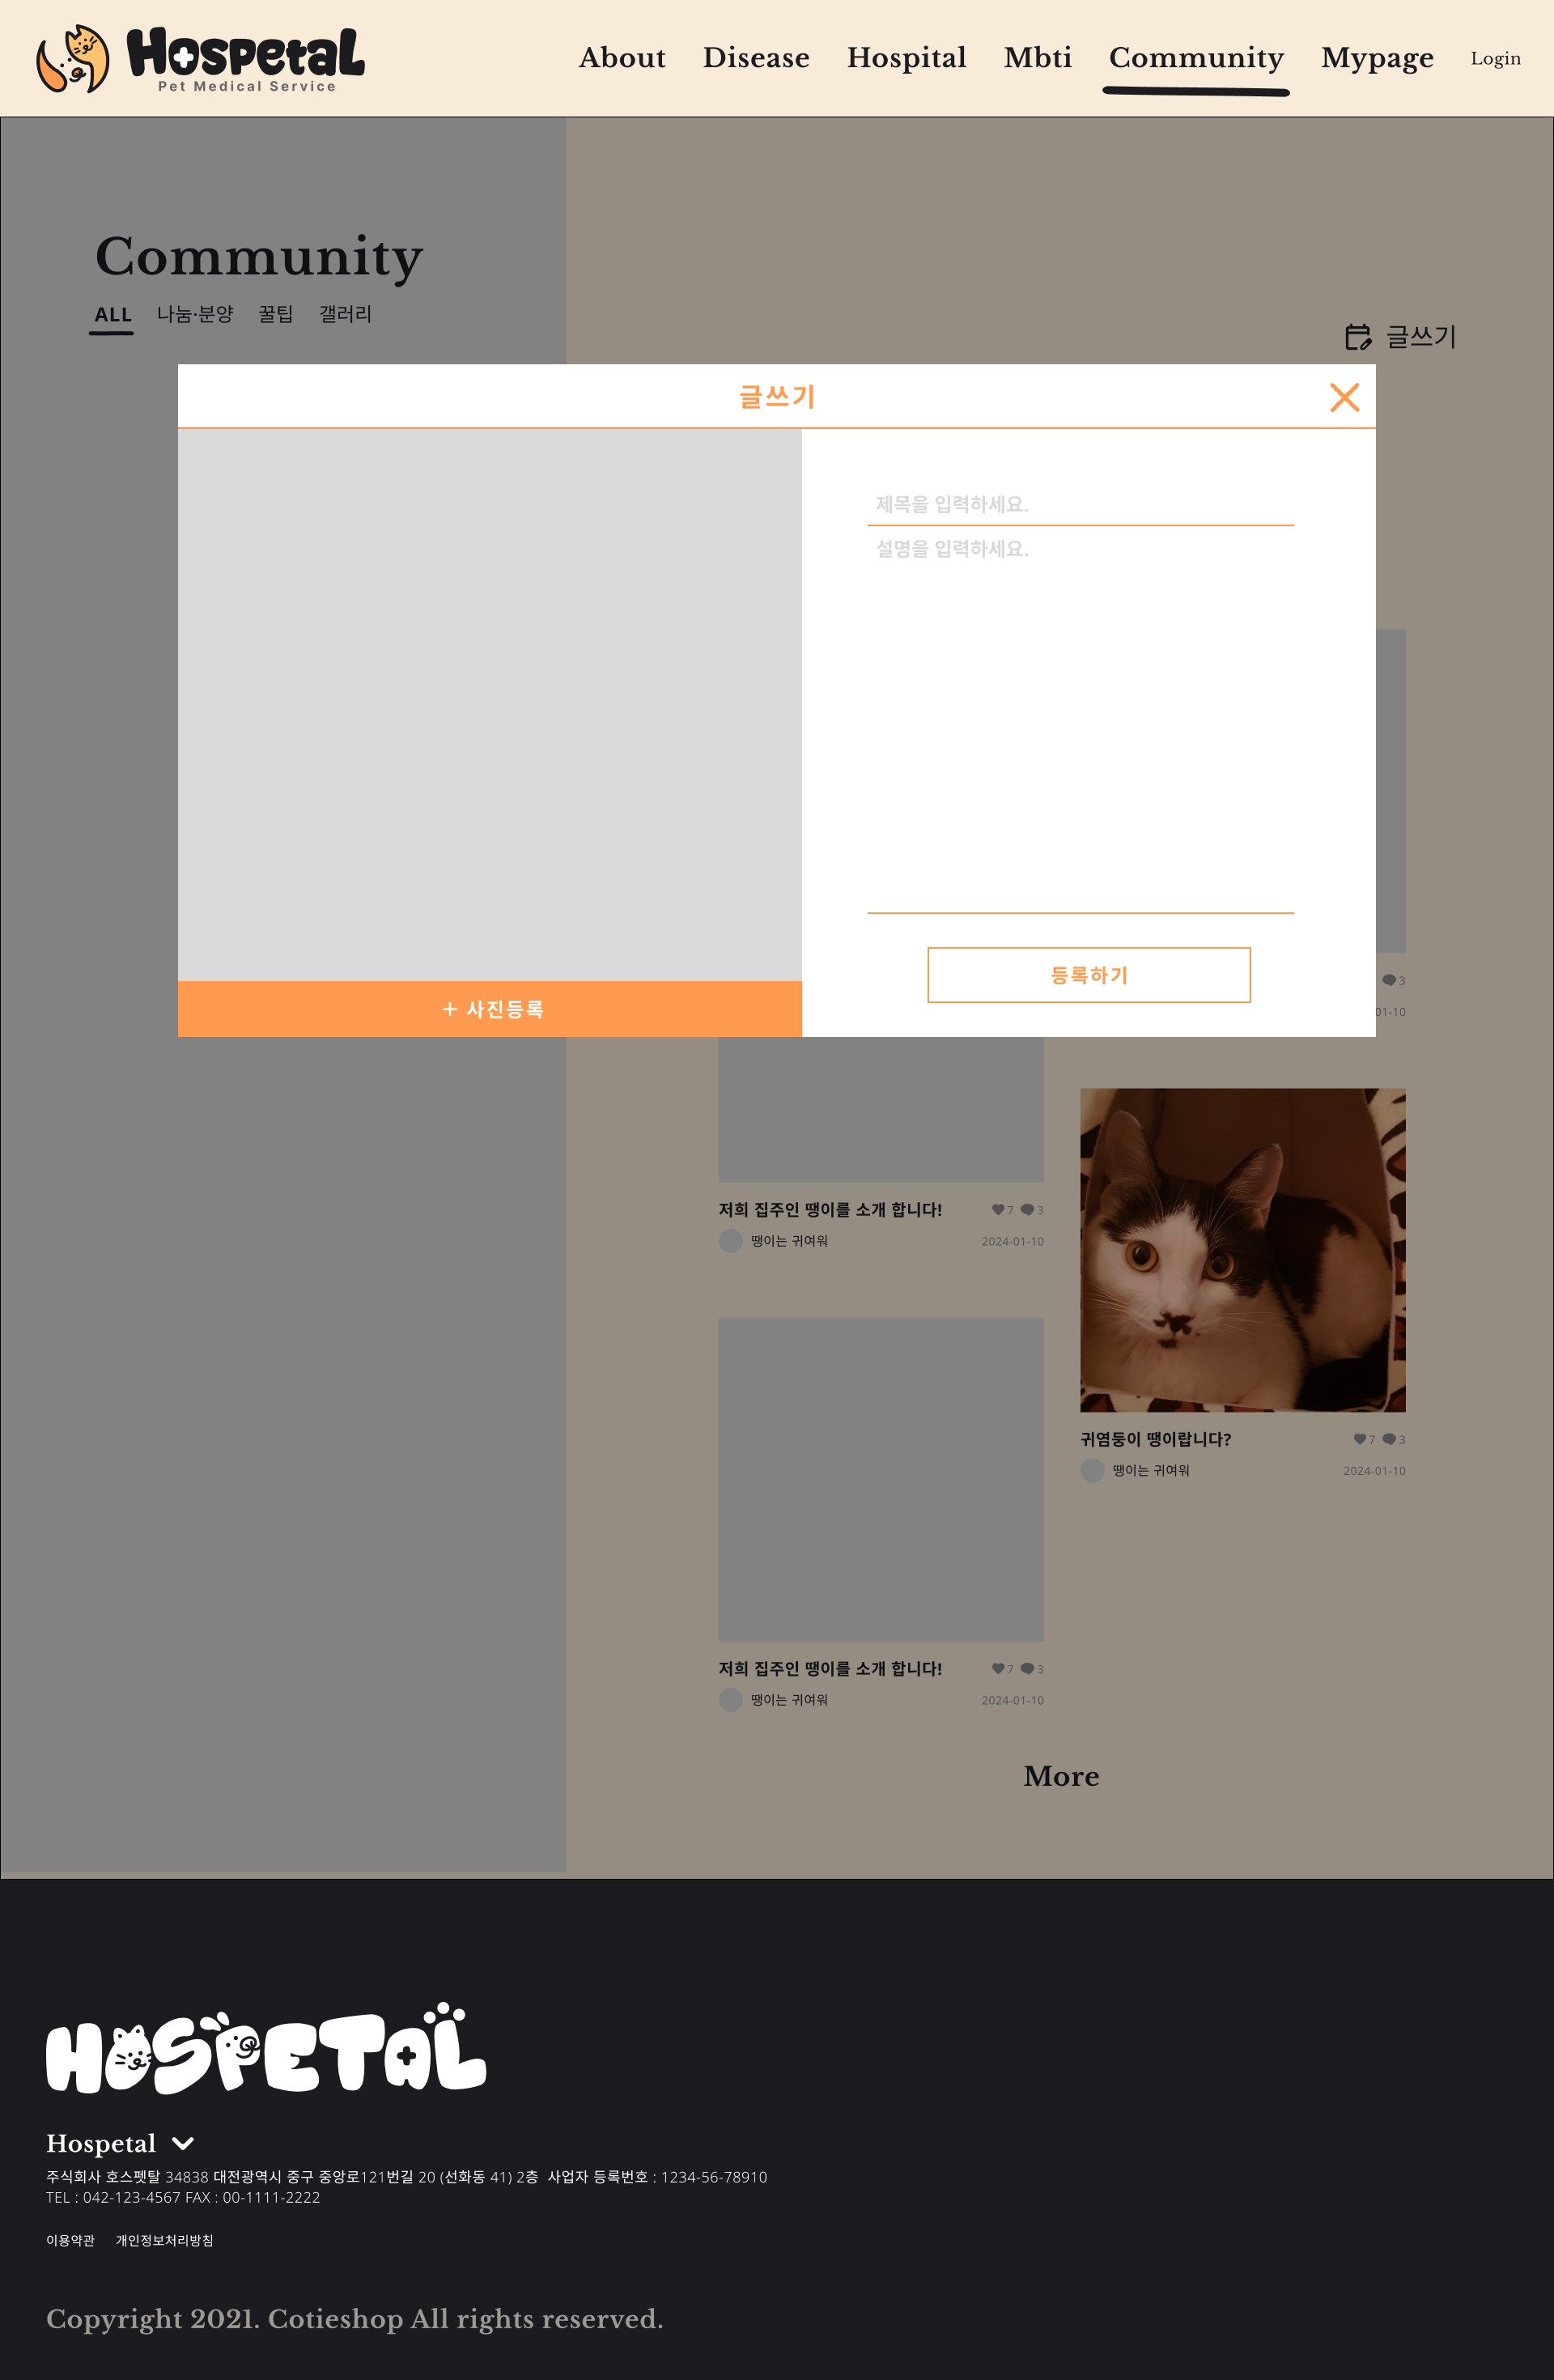 Hospetal
Pet Medical Service
About Disease Hospital Mbti Community Mypage Login
Community
ALL 나눔·분양 꿀팁 갤러리
글쓰기
글쓰기
제목을 입력하세요.
설명을 입력하세요.
등록하기
+ 사진등록
3
01-10
저희 집주인 땡이를 소개 합니다! 7 3
땡이는 귀여워 2024-01-10
귀염둥이 땡이랍니다? 7 3
땡이는 귀여워 2024-01-10
저희 집주인 땡이를 소개 합니다! 7 3
땡이는 귀여워 2024-01-10
More
HOSPETAL
Hospetal
주식회사 호스펫탈 34838 대전광역시 중구 중앙로121번길 20 (선화동 41) 2층 사업자 등록번호 : 1234-56-78910
TEL : 042-123-4567 FAX : 00-1111-2222
이용약관 개인정보처리방침
Copyright 2021. Cotieshop All rights reserved.